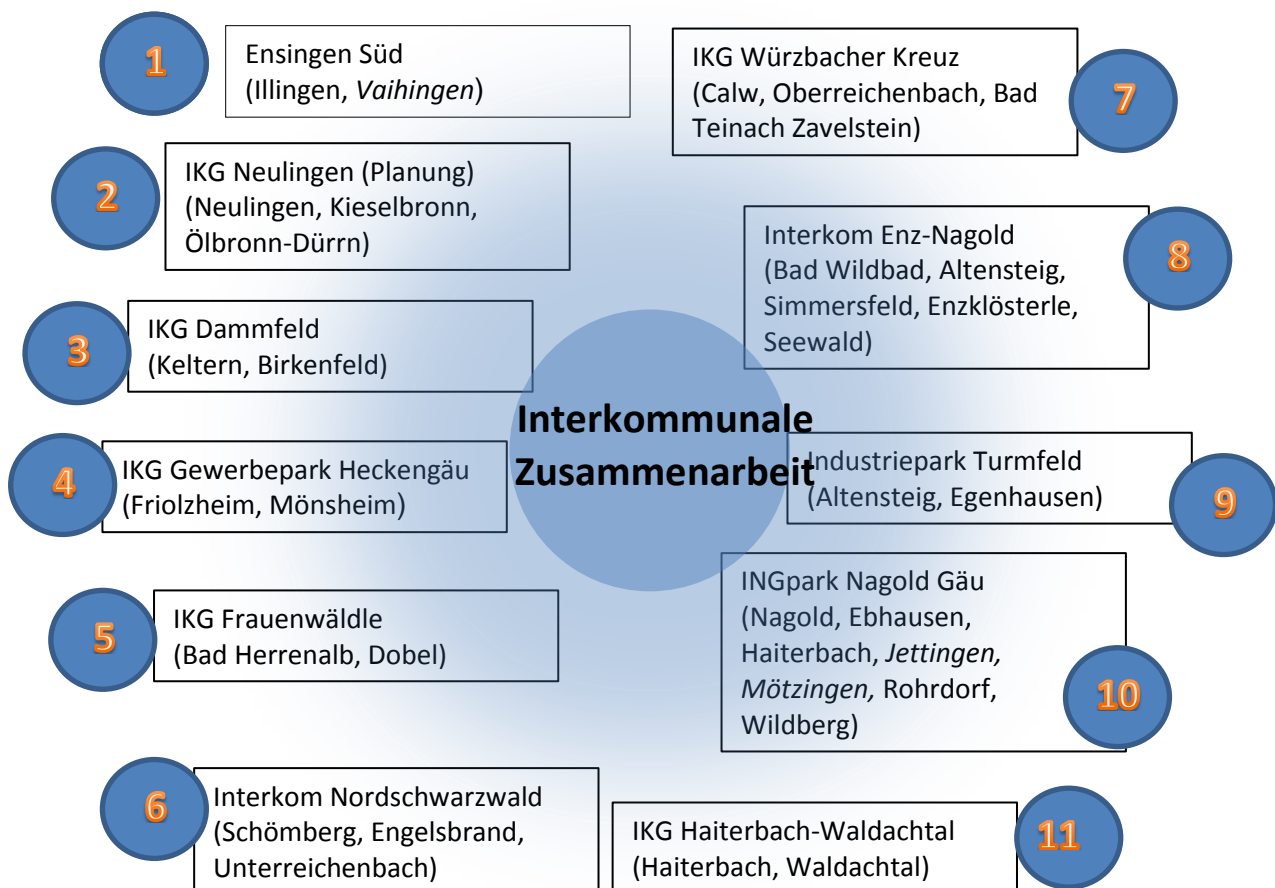 1
Ensingen Süd
(Illingen, Vaihingen)
2
IKG Neulingen (Planung)
(Neulingen, Kieselbronn,
Ölbronn-Dürrn)
3
IKG Dammfeld
(Keltern, Birkenfeld)
4
IKG Gewerbepark Heckengäu
(Friolzheim, Mönsheim)
5
IKG Frauenwäldle
(Bad Herrenalb, Dobel)
6
Interkom Nordschwarzwald
(Schömberg, Engelsbrand,
Unterreichenbach)
Interkommunale
Zusammenarbeit
IKG Würzbacher Kreuz
(Calw, Oberreichenbach, Bad
Teinach Zavelstein)
7
Interkom Enz-Nagold
(Bad Wildbad, Altensteig,
Simmersfeld, Enzklösterle,
Seewald)
8
Industriepark Turmfeld
(Altensteig, Egenhausen)
9
INGpark Nagold Gäu
(Nagold, Ebhausen,
Haiterbach, Jettingen,
Mötzingen, Rohrdorf,
Wildberg)
10
IKG Haiterbach-Waldachtal
(Haiterbach, Waldachtal)
11